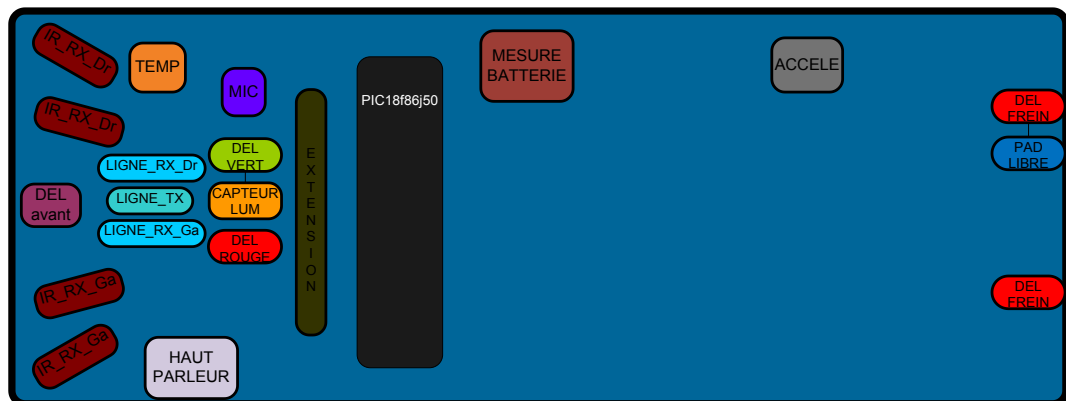 IR_RX_Dr
TEMP
MIC
IR_RX_Dr
LIGNE_RX_Dr
LIGNE_TX
LIGNE_RX_Ga
DEL
avant
DEL
VERT
CAPTEUR
LUM
DEL
ROUGE
IR_RX_Ga
IR_RX_Ga
HAUT
PARLEUR
EXTENSION
PIC18f86j50
MESURE
BATTERIE
ACCELE
DEL
FREIN
PAD
LIBRE
DEL
FREIN